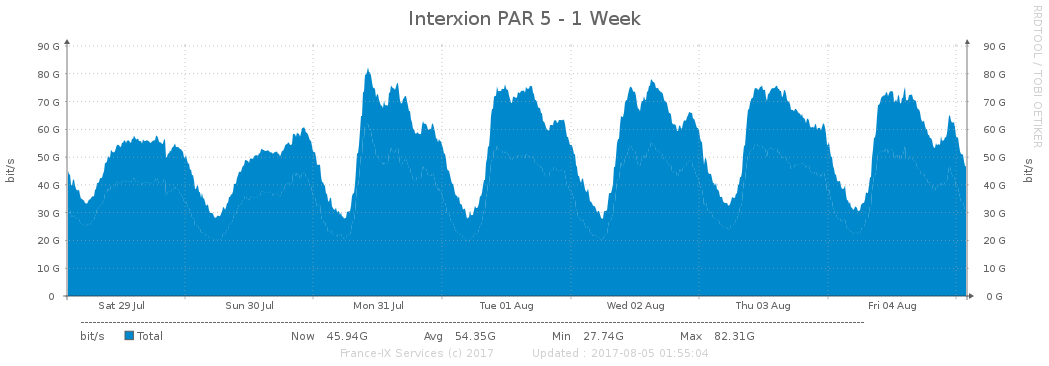 Interxion PAR 5 - 1 Week
RRDTOOL / TOBI OETIKER
90 G 90 G
80 G 80 G
70 G 70 G
60 G 60 G
50 G 50 G
40 G 40 G
30 G 30 G
20 G 20 G
10 G 10 G
0 0 G
bit/s
bit/s
Sat 29 Jul Sun 30 Jul Mon 31 Jul Tue 01 Aug Wed 02 Aug Thu 03 Aug Fri 04 Aug
bit/s Total Now 45.94G Avg 54.35G Min 27.74G Max 82.31G
France-IX Services (c) 2017 Updated : 2017-08-05 01:55:04